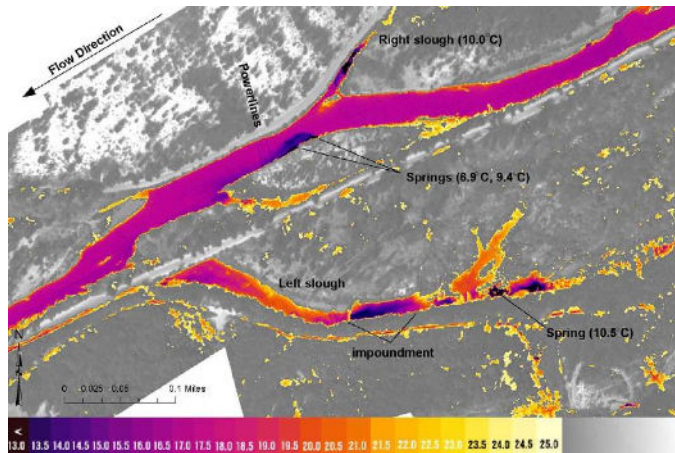 Flow Direction
Right slough (10.0 C)
Powerlines
Springs (6.9 C, 9.4 C)
Left slough
Spring (10.5 C)
impoundment
N
0 0.025 0.05 0.1 Miles
<
13.0 13.5 14.0 14.5 15.0 15.5 16.0 16.5 17.0 17.5 18.0 18.5 19.0 19.5 20.0 20.5 21.0 21.5 22.0 22.5 23.0 23.5 24.0 24.5 25.0